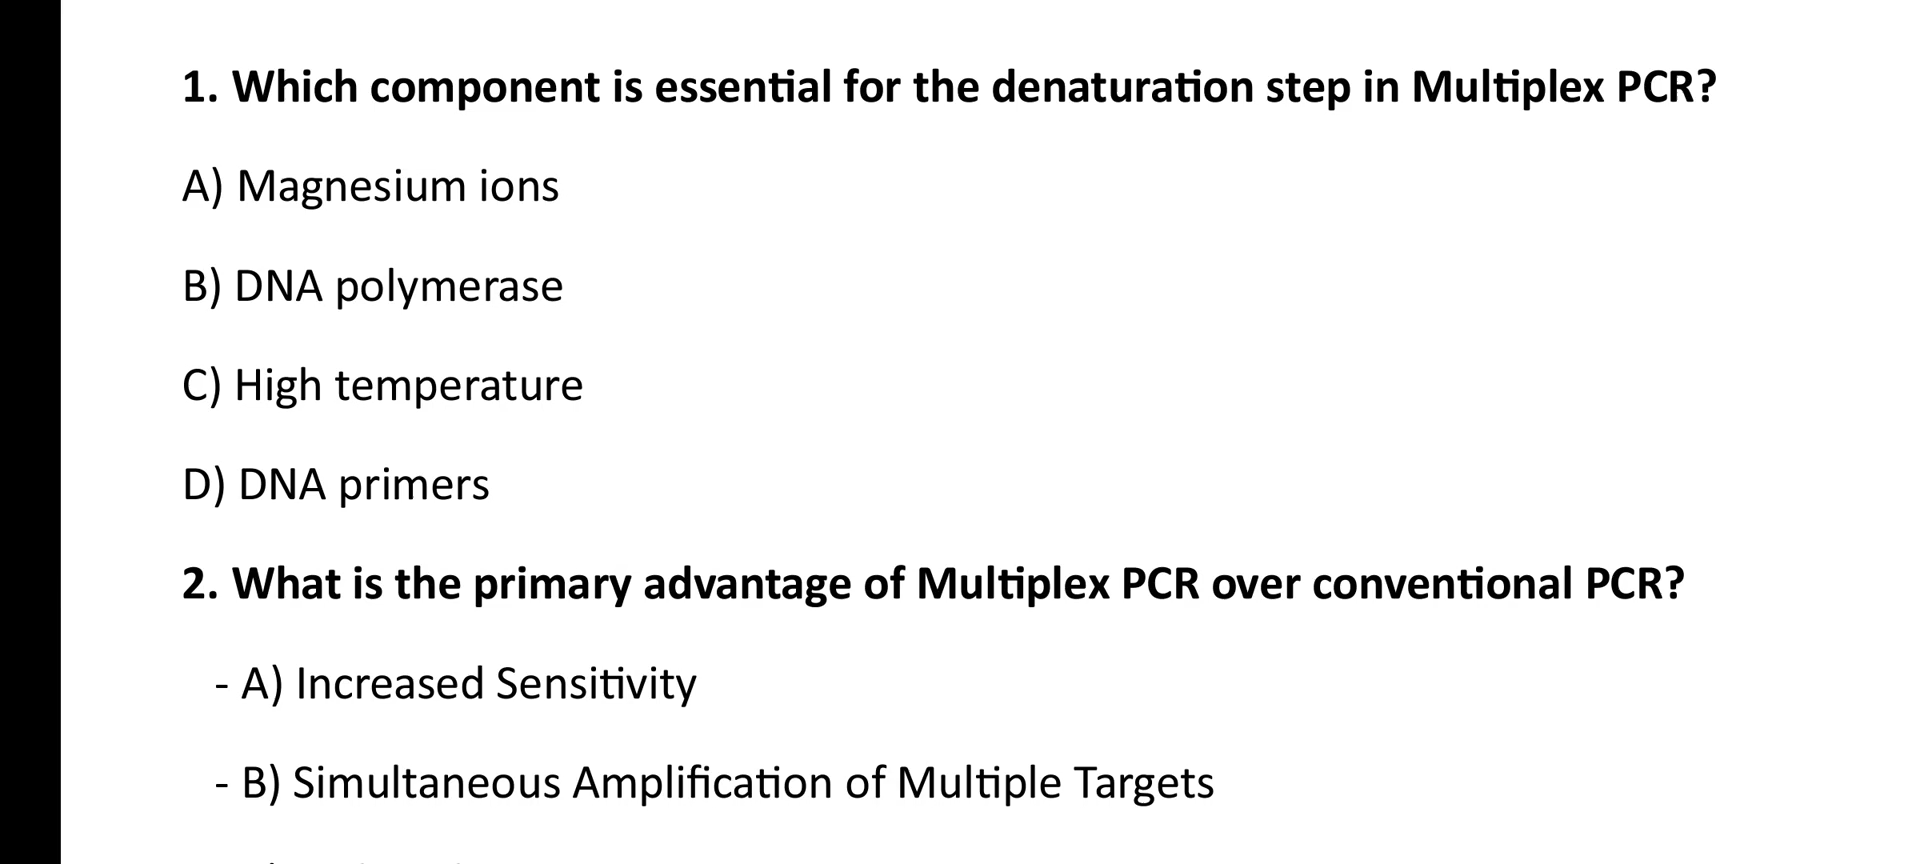 1. Which component is essential for the denaturation step in Multiplex PCR?
A) Magnesium ions
B) DNA polymerase
C) High temperature
D) DNA primers
2. What is the primary advantage of Multiplex PCR over conventional PCR?
- A) Increased Sensitivity
- B) Simultaneous Amplification of Multiple Targets